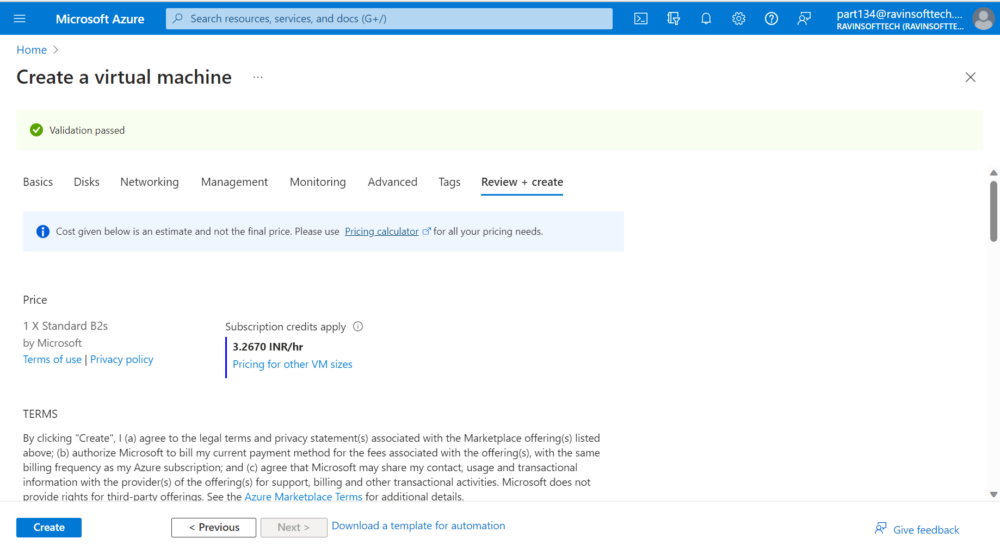 Microsoft Azure
Search resources, services, and docs (G+/)
part134@ravinsofttech....
RAVINSOFTTECH (RAVINSOFTTE...
Home
Create a virtual machine
...
Validation passed
Basics
Disks
Networking
Management
Monitoring
Advanced
Tags
Review + create
Cost given below is an estimate and not the final price. Please use Pricing calculator for all your pricing needs.
Price
1 X Standard B2s
by Microsoft
Terms of use | Privacy policy
Subscription credits apply
3.2670 INR/hr
Pricing for other VM sizes
TERMS
By clicking "Create", I (a) agree to the legal terms and privacy statement(s) associated with the Marketplace offering(s) listed
above; (b) authorize Microsoft to bill my current payment method for the fees associated with the offering(s), with the same
billing frequency as my Azure subscription; and (c) agree that Microsoft may share my contact, usage and transactional
information with the provider(s) of the offering(s) for support, billing and other transactional activities. Microsoft does not
provide rights for third-party offerings. See the Azure Marketplace Terms for additional details.
Create
< Previous
Next >
Download a template for automation
Give feedback